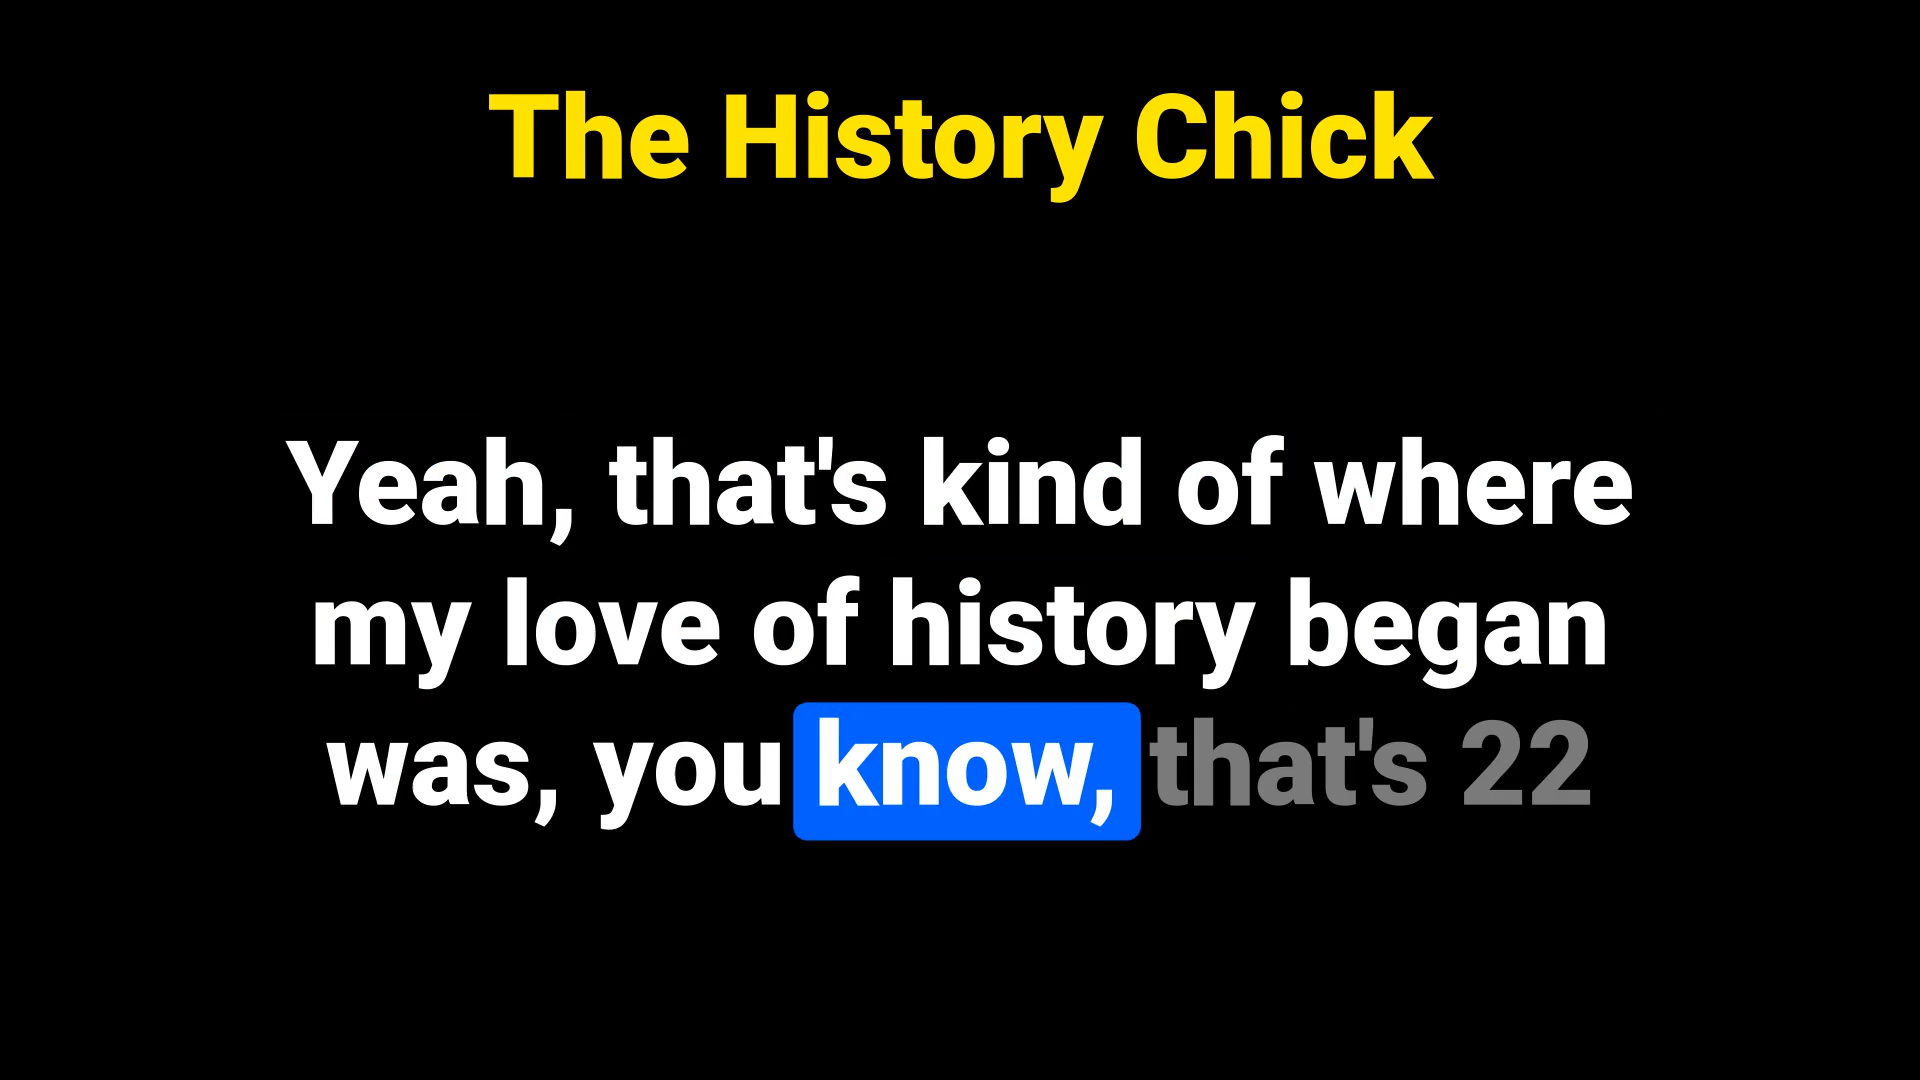 The History Chick
Yeah, that's kind of where
my love of history began
was, you know, that's 22